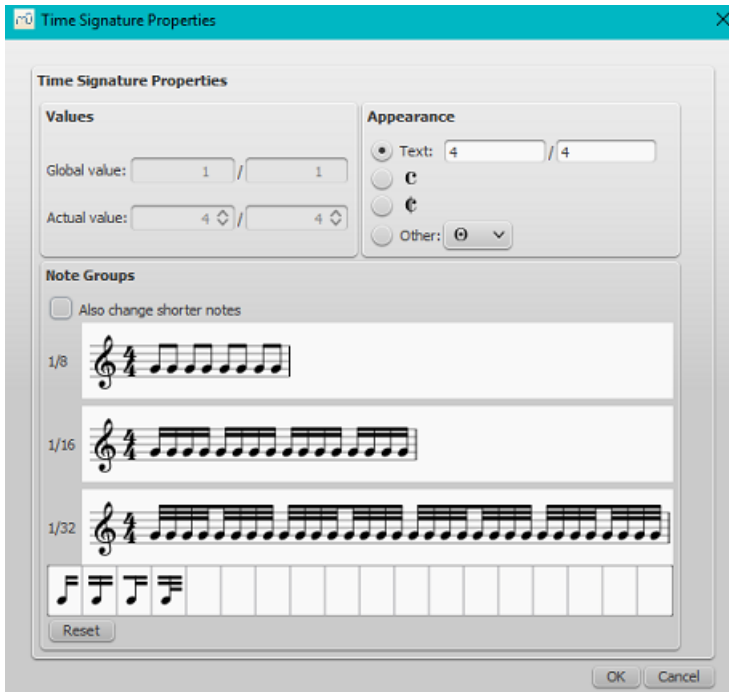 Time Signature Properties
Time Signature Properties
Values
Global value: 1 / 1
Actual value: 4 / 4
Appearance
Text: 4 / 4
Other:
Note Groups
Also change shorter notes
1/8
1/16
1/32
Reset
OK Cancel